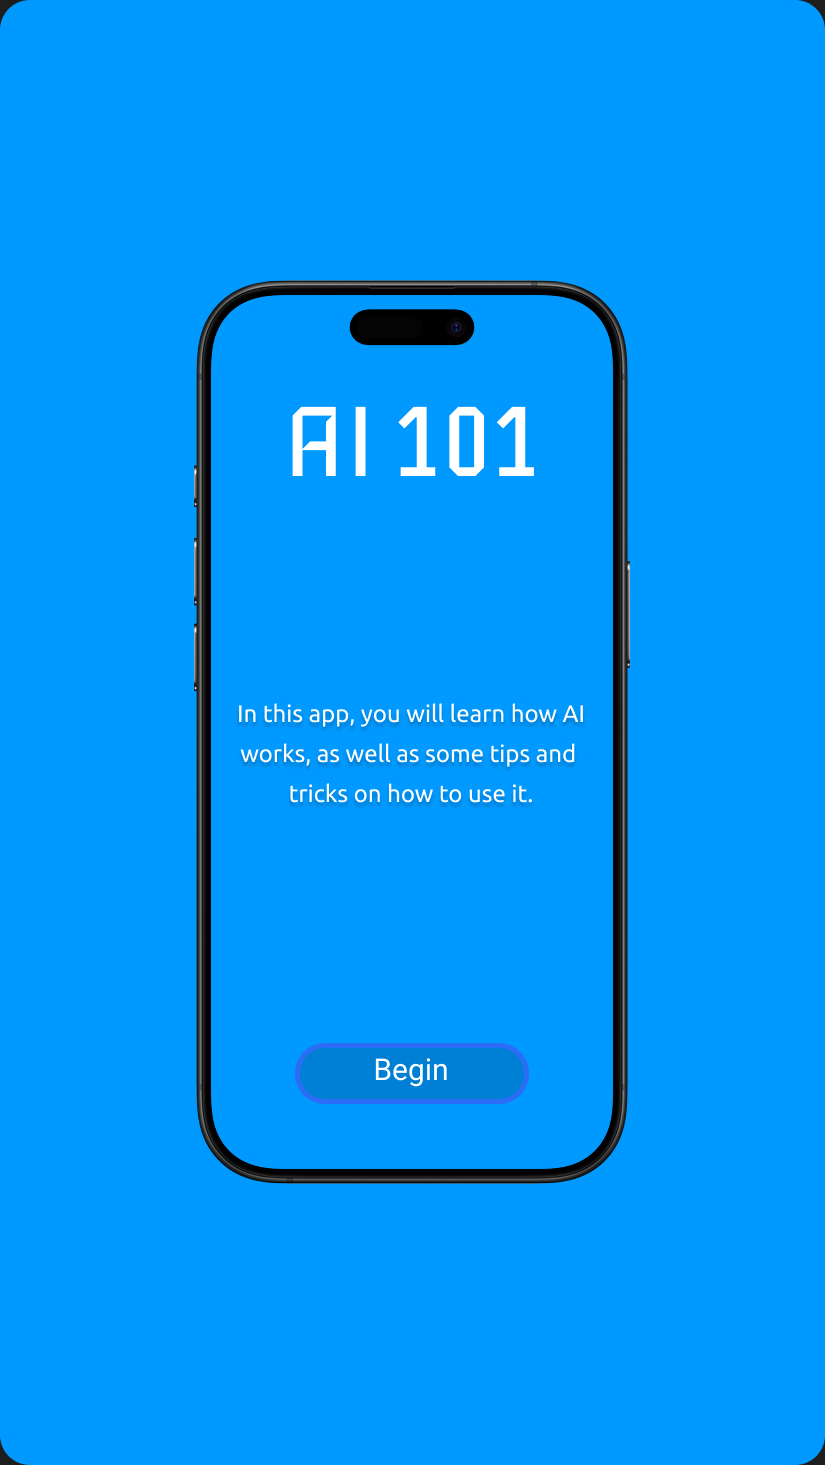 AI 101
In this app, you will learn how AI
works, as well as some tips and
tricks on how to use it.
Begin